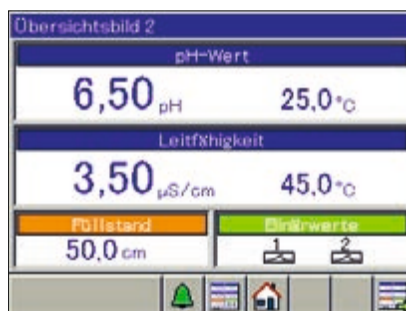 Übersichtsbild 2
pH-Wert
6,50 pH 25,0 °C
Leitfähigkeit
3,50 µS/cm 45,0 °C
Füllstand Binärwerte
50,0 cm 1 2